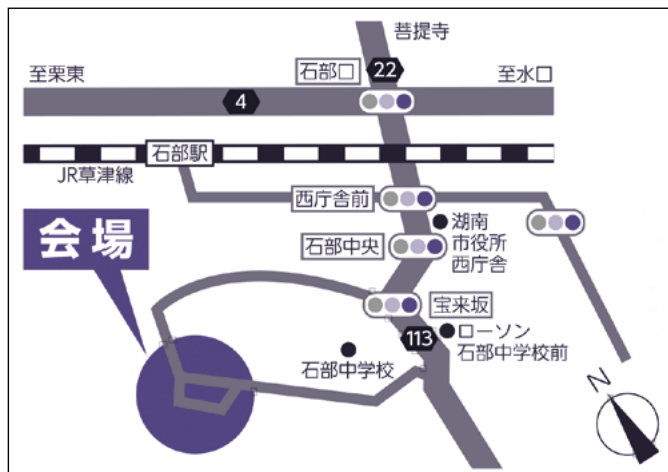 菩提寺
至栗東
石部口
22
至水口
4
石部駅
JR草津線
西庁舎前
会場
湖南
市役所
西庁舎
石部中央
宝来坂
113
ローソン
石部中学校前
石部中学校
N